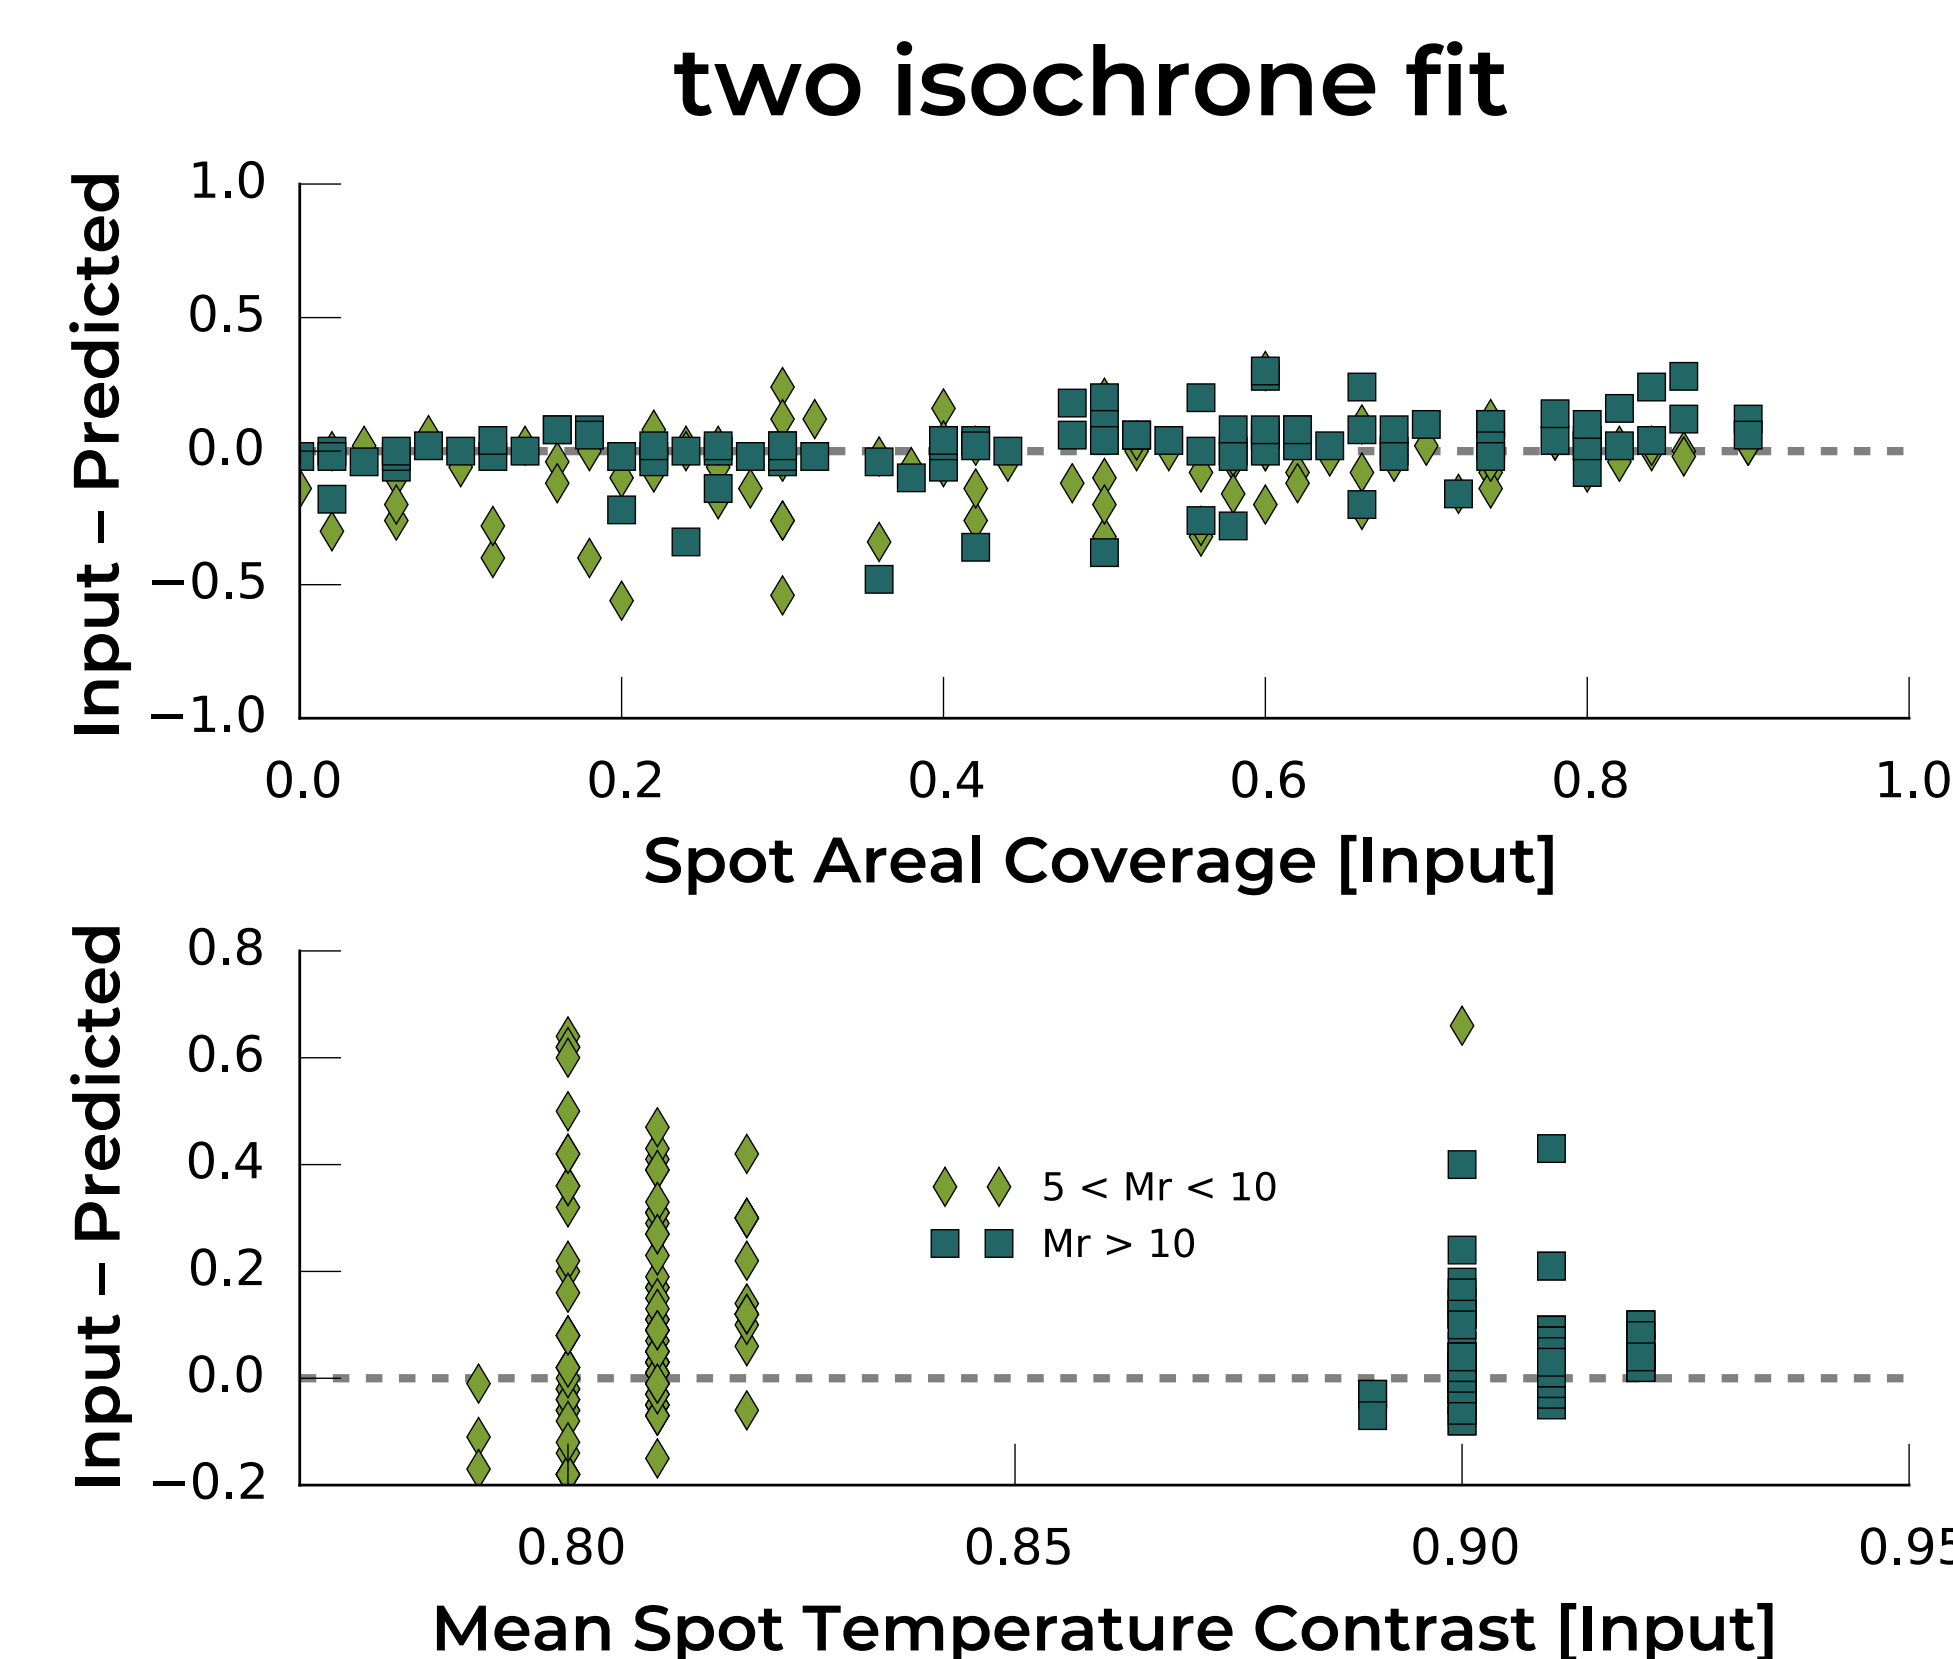 two isochrone fit
Input – Predicted
1.0
0.5
0.0
−0.5
−1.0
0.0 0.2 0.4 0.6 0.8 1.0
Spot Areal Coverage [Input]
Input – Predicted
0.8
0.6
0.4
0.2
0.0
−0.2
5 < Mr < 10
Mr > 10
0.80 0.85 0.90 0.95
Mean Spot Temperature Contrast [Input]